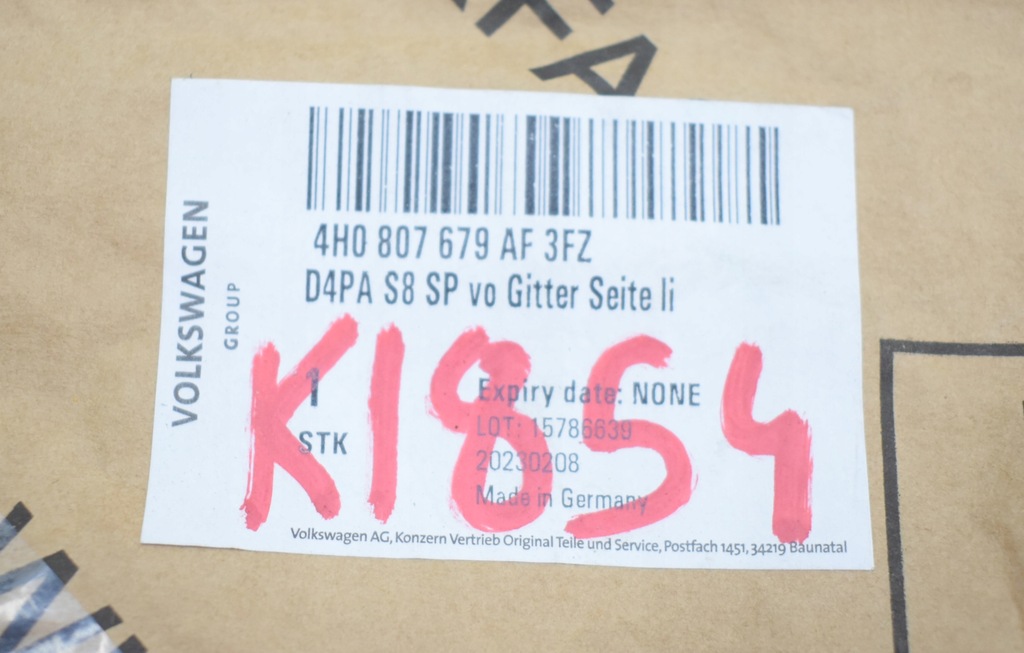 FA
VOLKSWAGEN
GROUP
4H0 807 679 AF 3FZ
D4PA S8 SP vo Gitter Seite li
K1854
1
STK
Expiry date: NONE
LOT: 15786639
20230208
Made in Germany
Volkswagen AG, Konzern Vertrieb Original Teile und Service, Postfach 1451, 34219 Baunatal